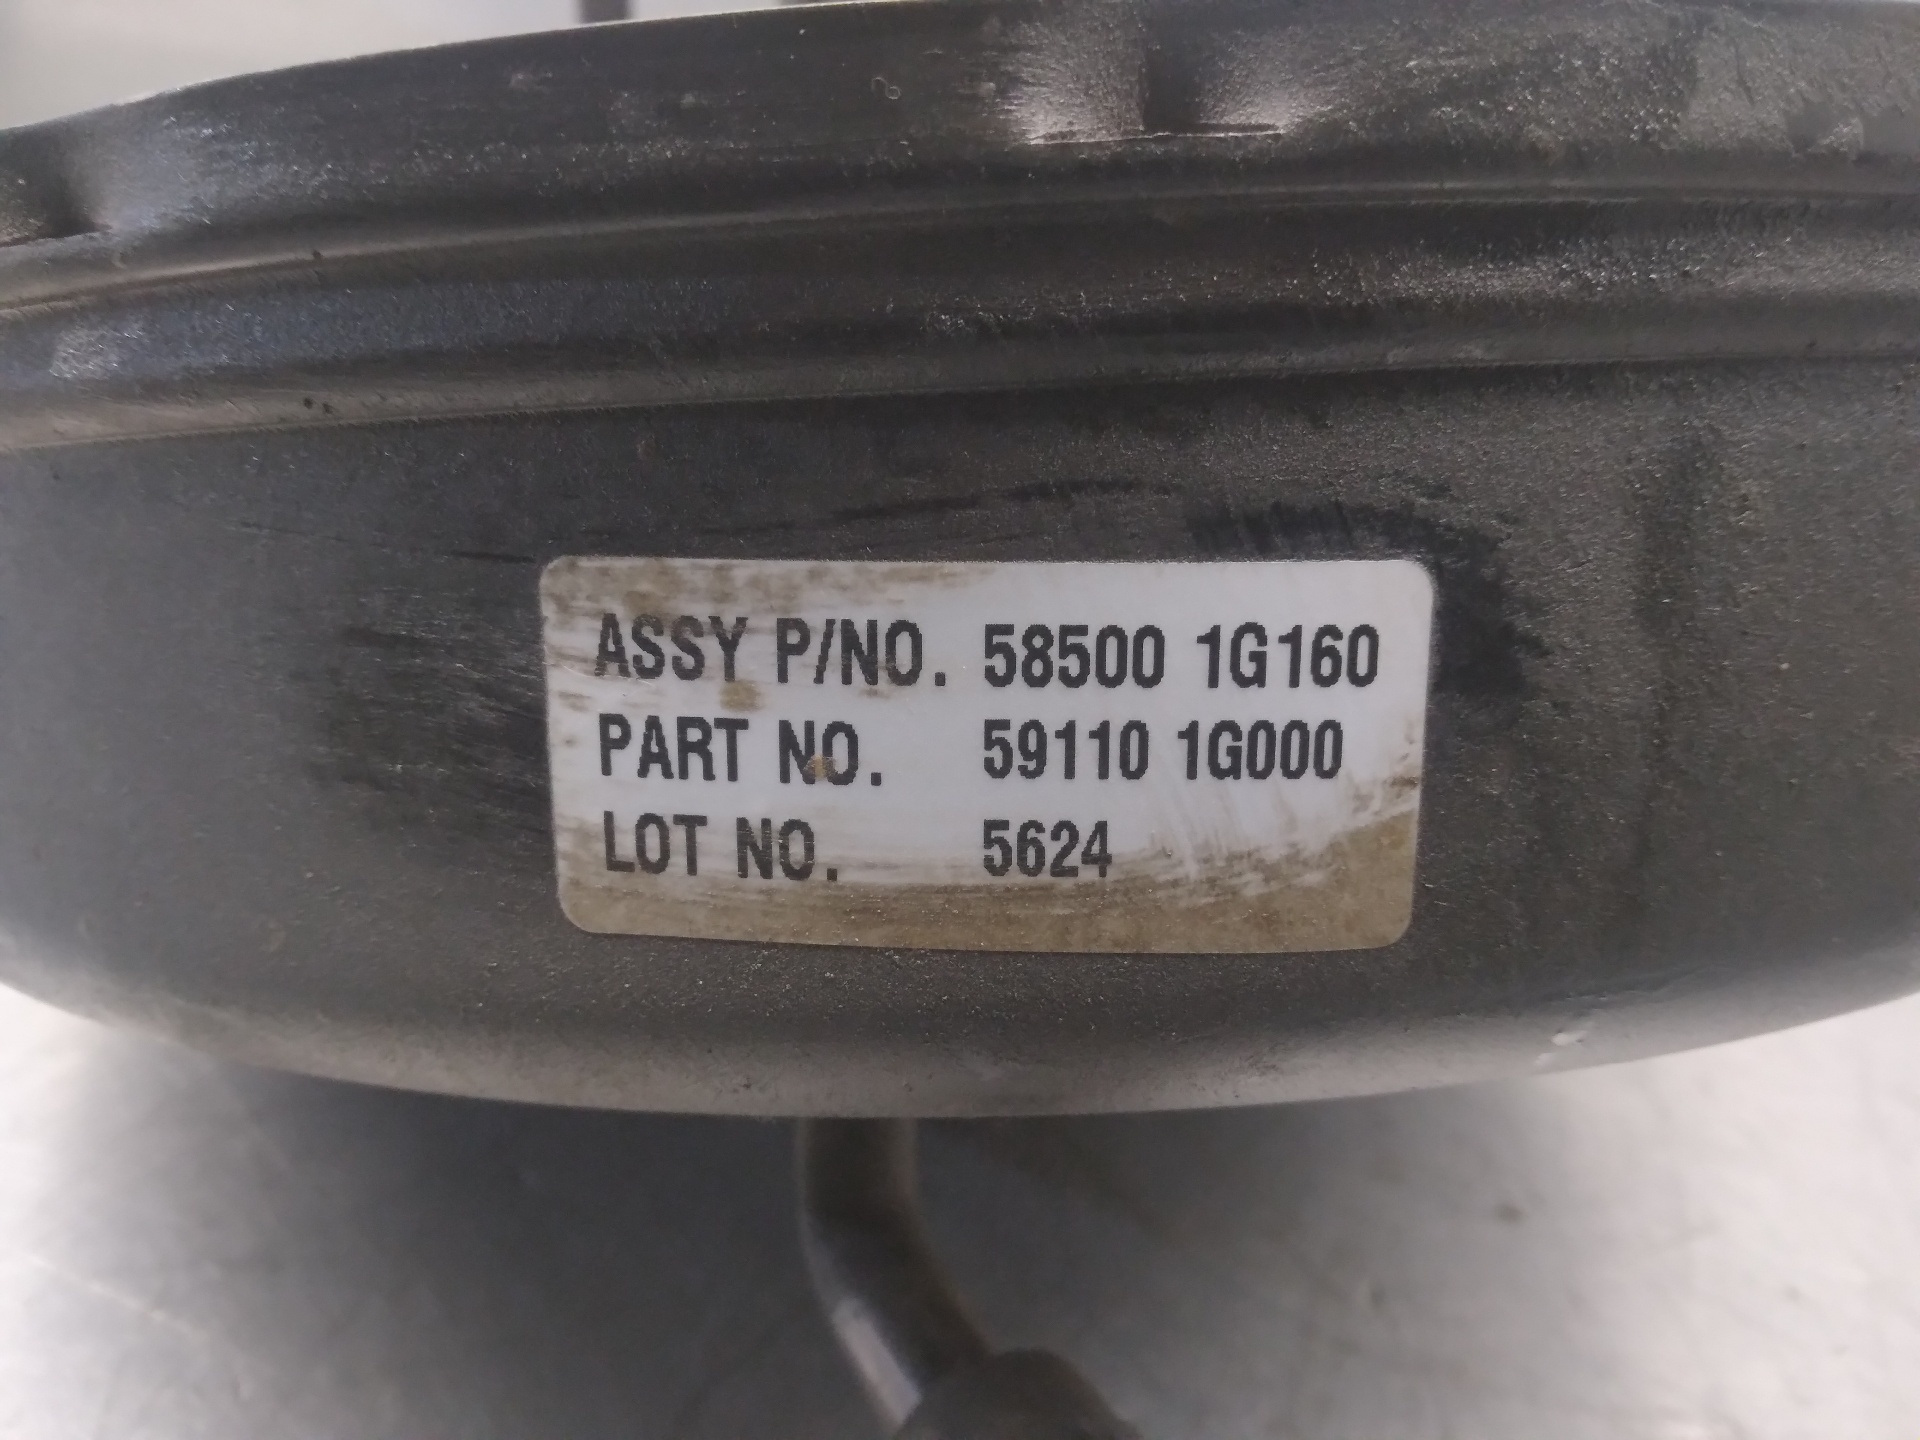 ASSY P/NO. 58500 1G160
PART NO. 59110 1G000
LOT NO. 5624